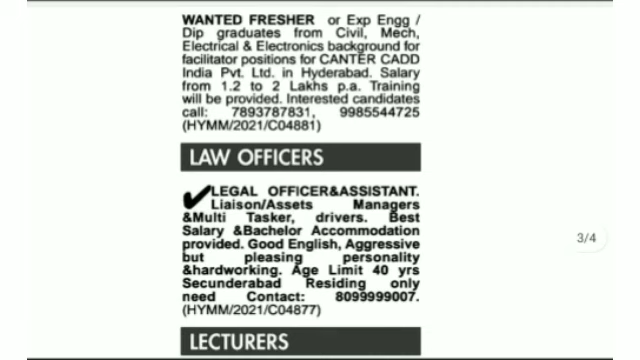 WANTED FRESHER or Exp Engg /
Dip graduates from Civil, Mech,
Electrical & Electronics background for
facilitator positions for CANTER CADD
India Pvt. Ltd. in Hyderabad. Salary
from 1.2 to 2 Lakhs p.a. Training
will be provided. Interested candidates
call: 7893787831, 9985544725
(HYMM/2021/C04881)
LAW OFFICERS
LEGAL OFFICER&ASSISTANT.
Liaison/Assets Managers
&Multi Tasker, drivers. Best
Salary &Bachelor Accommodation
provided. Good English, Aggressive
but pleasing personality
&hardworking. Age Limit 40 yrs
Secunderabad Residing only
need Contact: 8099999007.
(HYMM/2021/C04877)
3/4
LECTURERS